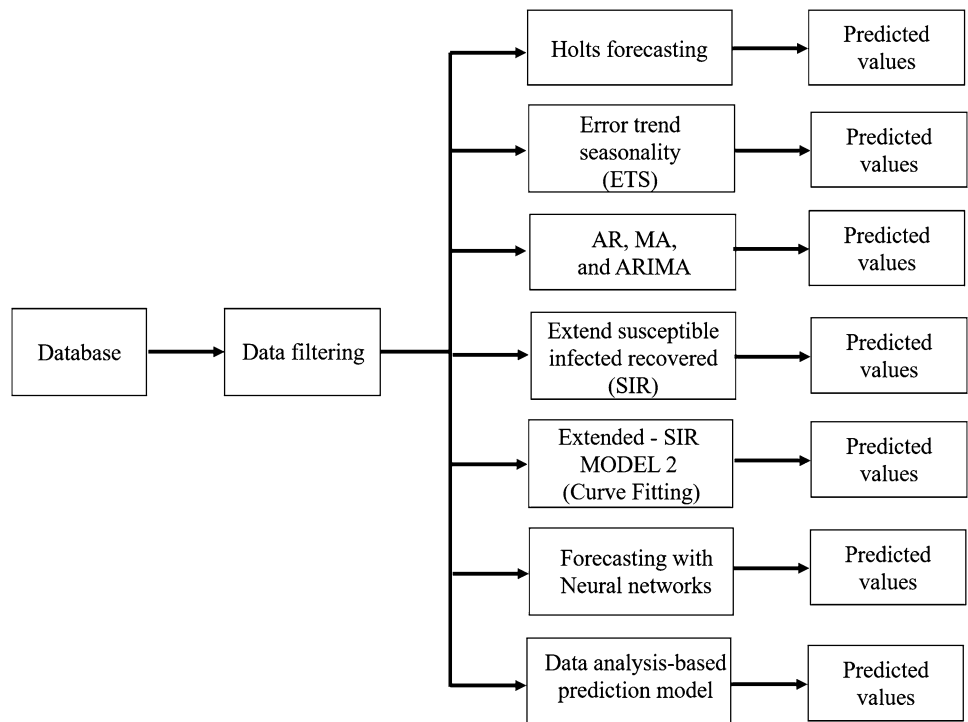 Database
Data filtering
Holts forecasting
Predicted
values
Error trend
seasonality
(ETS)
Predicted
values
AR, MA,
and ARIMA
Predicted
values
Extend susceptible
infected recovered
(SIR)
Predicted
values
Extended - SIR
MODEL 2
(Curve Fitting)
Predicted
values
Forecasting with
Neural networks
Predicted
values
Data analysis-based
prediction model
Predicted
values